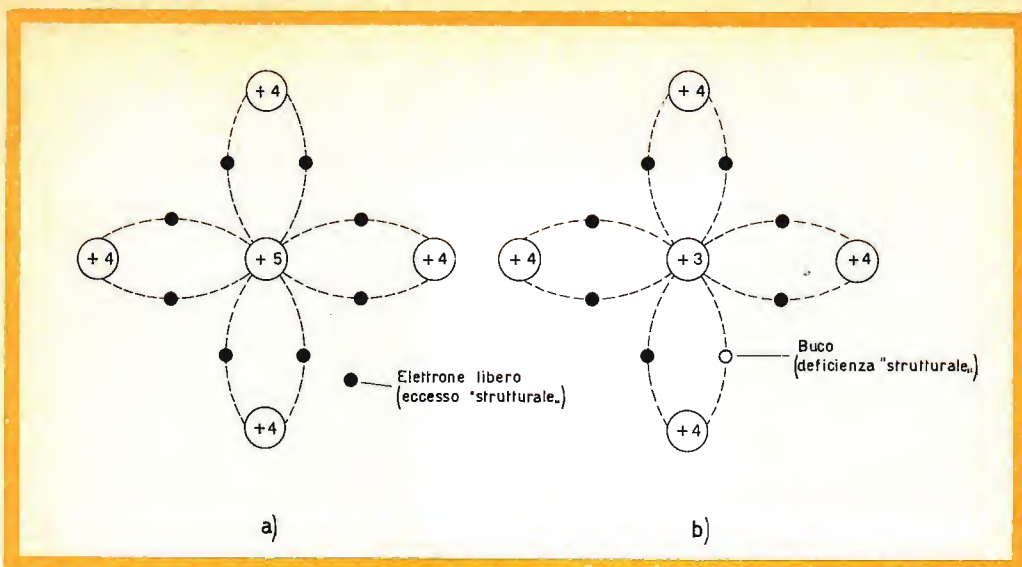 + 4
+ 4
+ 5
+ 4
+4
Elettrone libero
(eccesso "strutturale„)
a)
+ 4
+ 4
+ 3
+ 4
+ 4
Buco
(deficienza "strutturale„)
b)